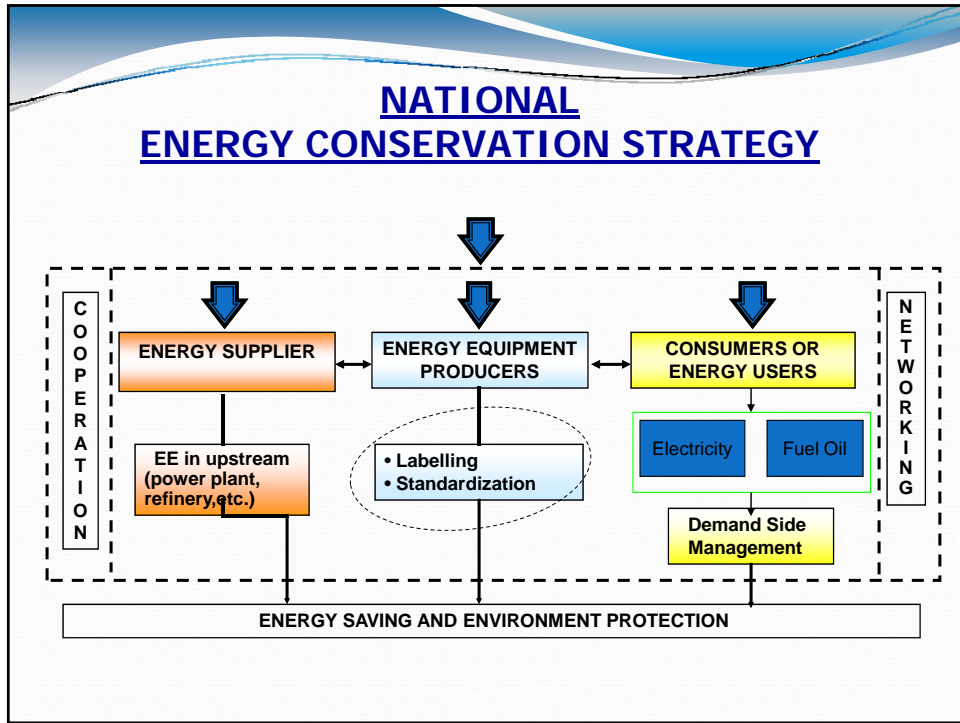 NATIONAL
ENERGY CONSERVATION STRATEGY
COOPERATION
ENERGY SUPPLIER
ENERGY EQUIPMENT
PRODUCERS
CONSUMERS OR
ENERGY USERS
NETWORKING
EE in upstream
(power plant,
refinery,etc.)
• Labelling
• Standardization
Electricity
Fuel Oil
Demand Side
Management
ENERGY SAVING AND ENVIRONMENT PROTECTION